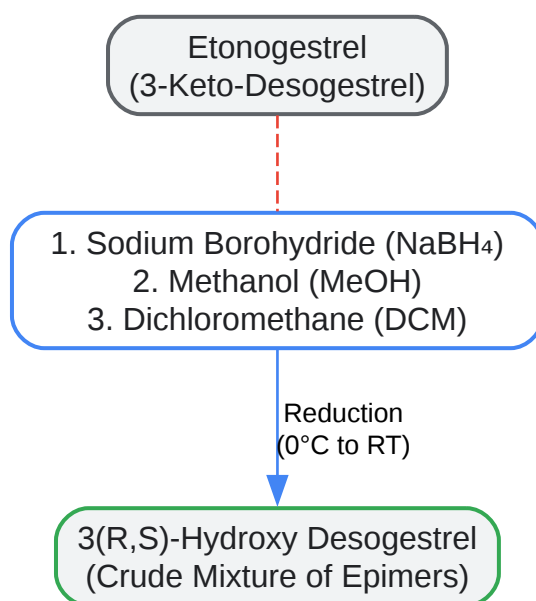 Etonogestrel
(3-Keto-Desogestrel)
1. Sodium Borohydride (NaBH₄)
2. Methanol (MeOH)
3. Dichloromethane (DCM)
Reduction
(0°C to RT)
3(R,S)-Hydroxy Desogestrel
(Crude Mixture of Epimers)